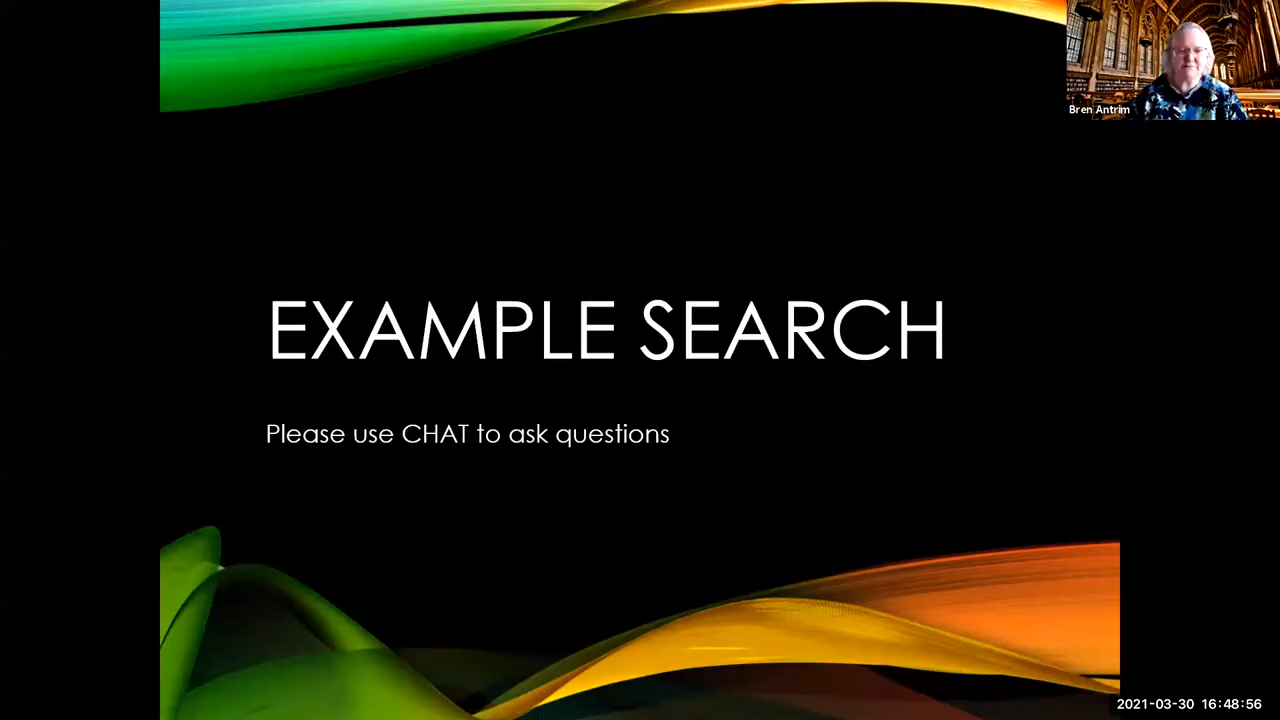 Bren Antrim
EXAMPLE SEARCH
Please use CHAT to ask questions
2021-03-30 16:48:56